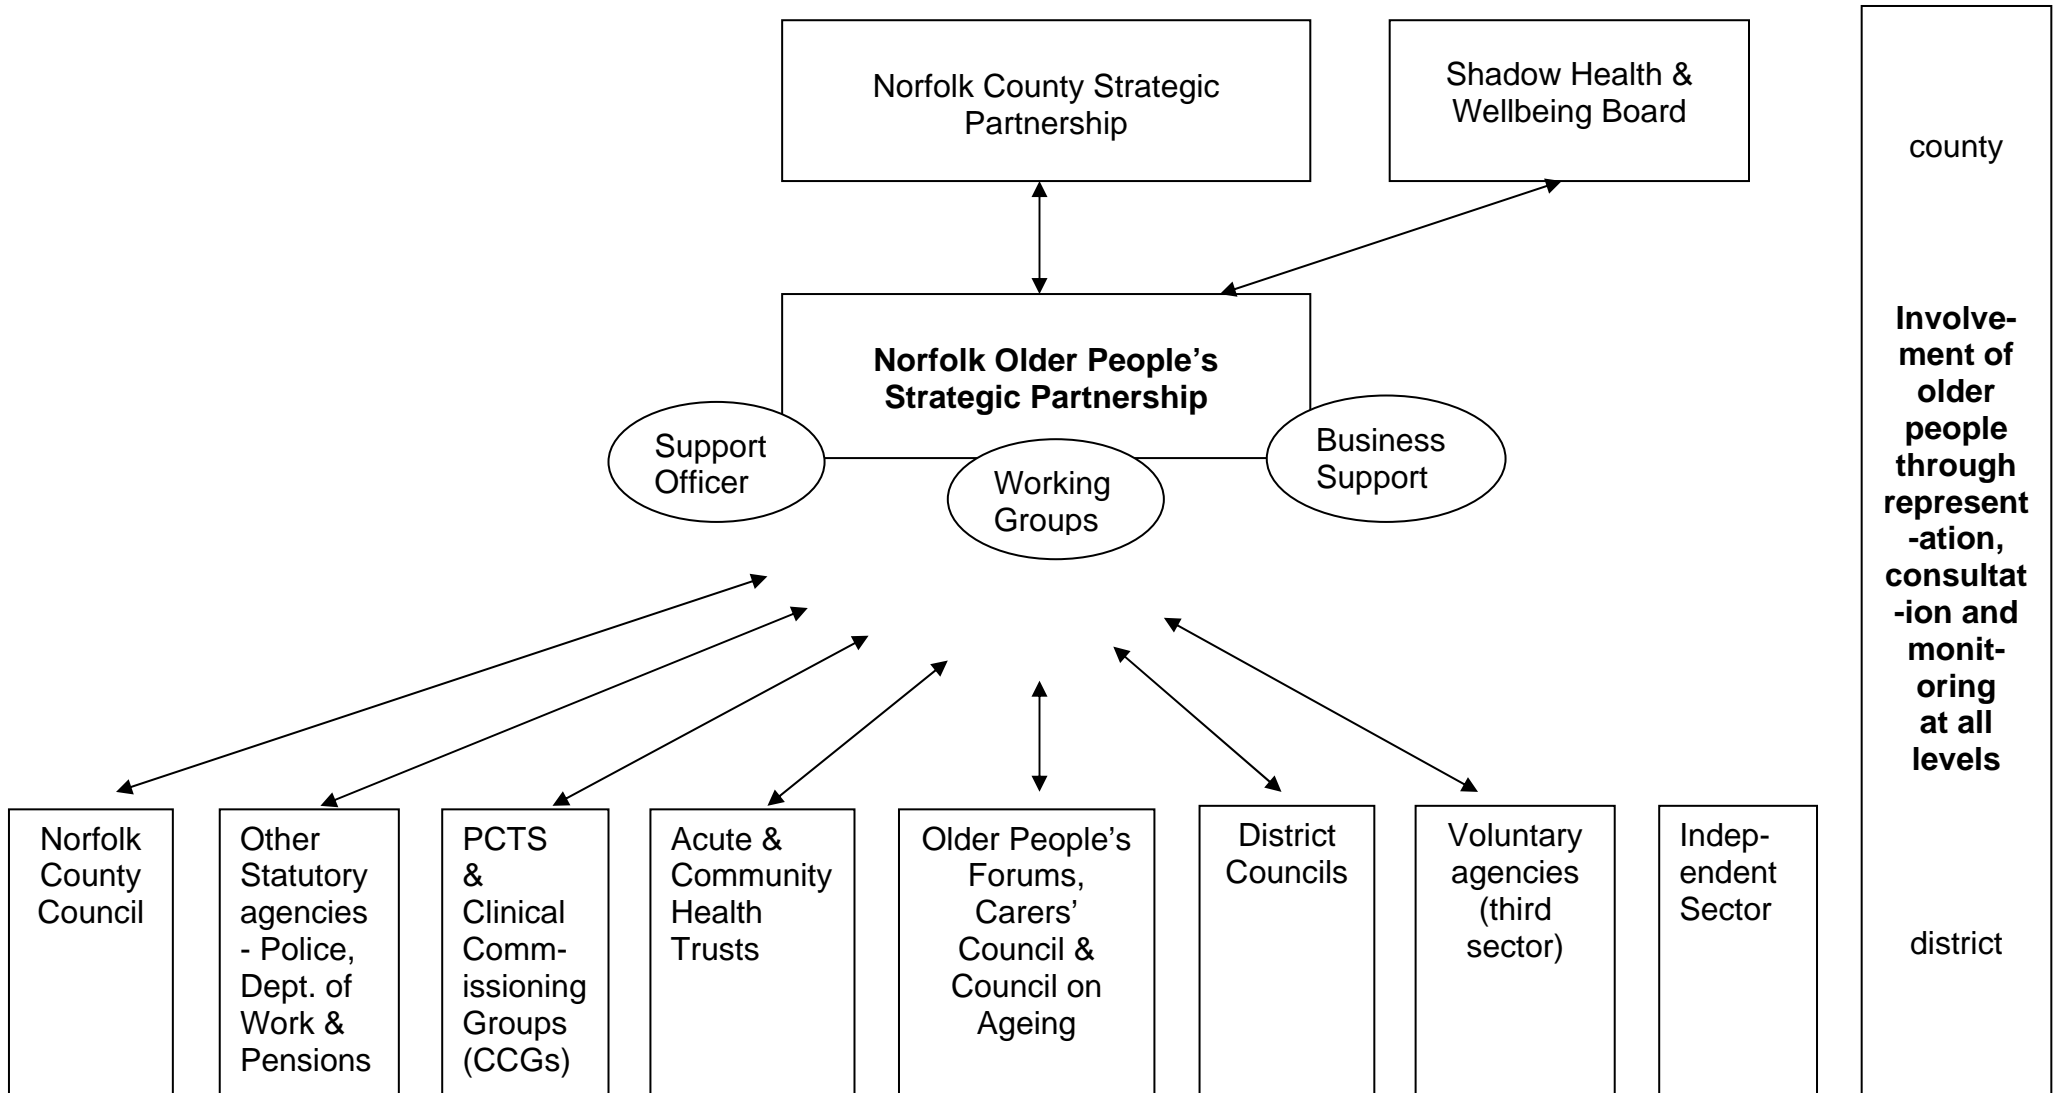 Norfolk County Strategic
Partnership
Shadow Health &
Wellbeing Board
Norfolk Older People’s
Strategic Partnership
Support
Officer
Working
Groups
Business
Support
Norfolk
County
Council
Other
Statutory
agencies
- Police,
Dept. of
Work &
Pensions
PCTS
&
Clinical
Comm-
issioning
Groups
(CCGs)
Acute &
Community
Health
Trusts
Older People’s
Forums,
Carers’
Council &
Council on
Ageing
District
Councils
Voluntary
agencies
(third
sector)
Indep-
endent
Sector
county
Involve-
ment of
older
people
through
represent
-ation,
consultat
-ion and
monit-
oring
at all
levels
district